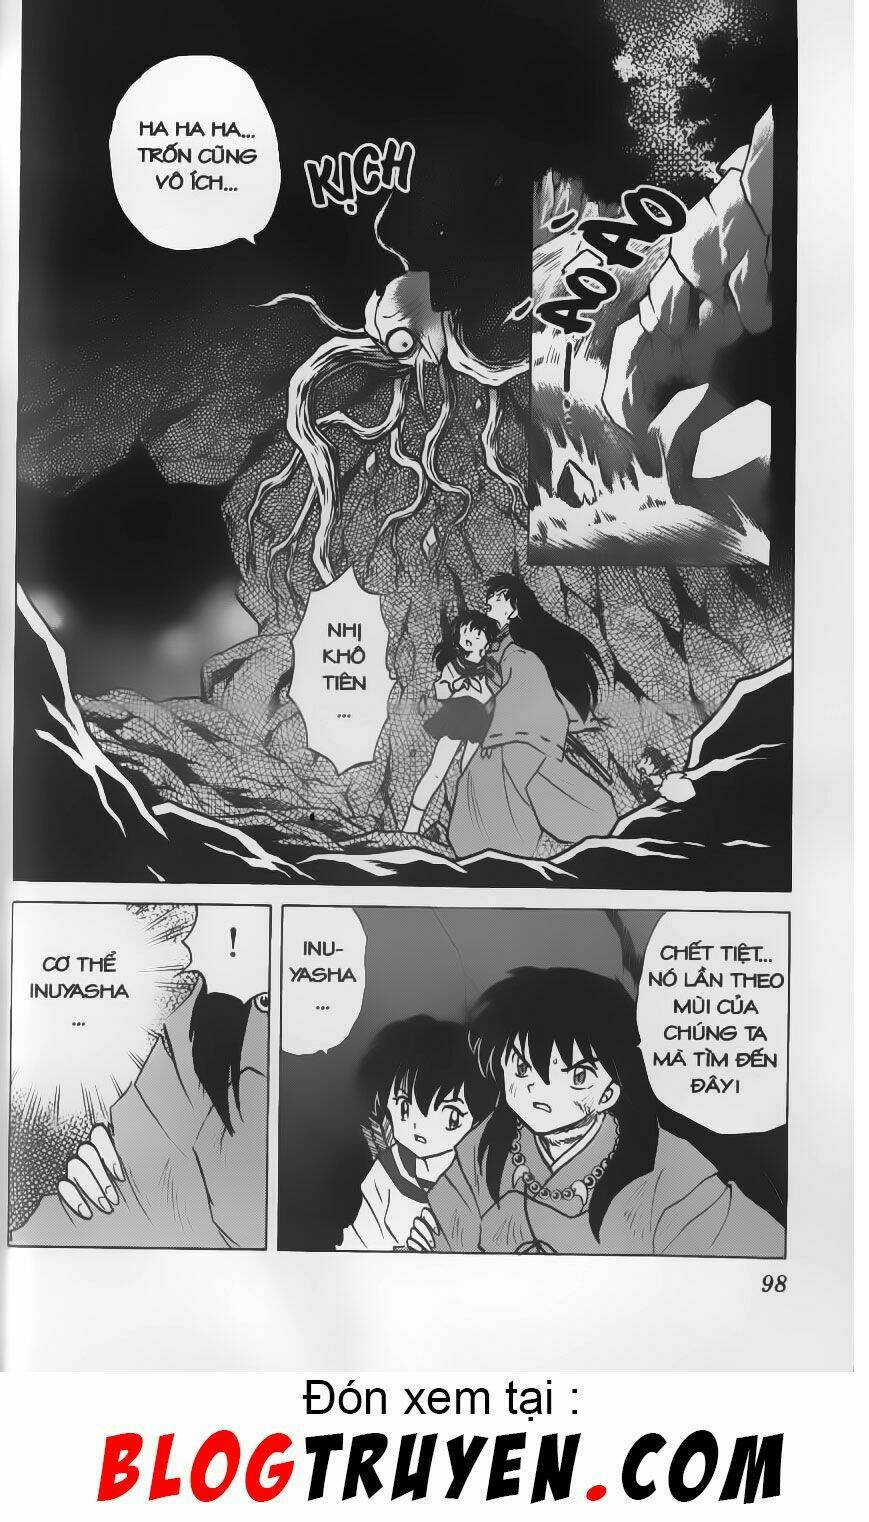 ÀO ÀO
HA HA HA...
TRỐN CŨNG
VÔ ÍCH...
KỊCH
NHỊ
KHÔ
TIÊN
...
CHẾT TIỆT...
NÓ LẦN THEO
MÙI CỦA
CHÚNG TA
MÀ TÌM ĐẾN
ĐÂY!
INU-
YASHA
...
!
CƠ THỂ
INUYASHA
...
98
Đón xem tại :
BLOGTRUYEN.COM